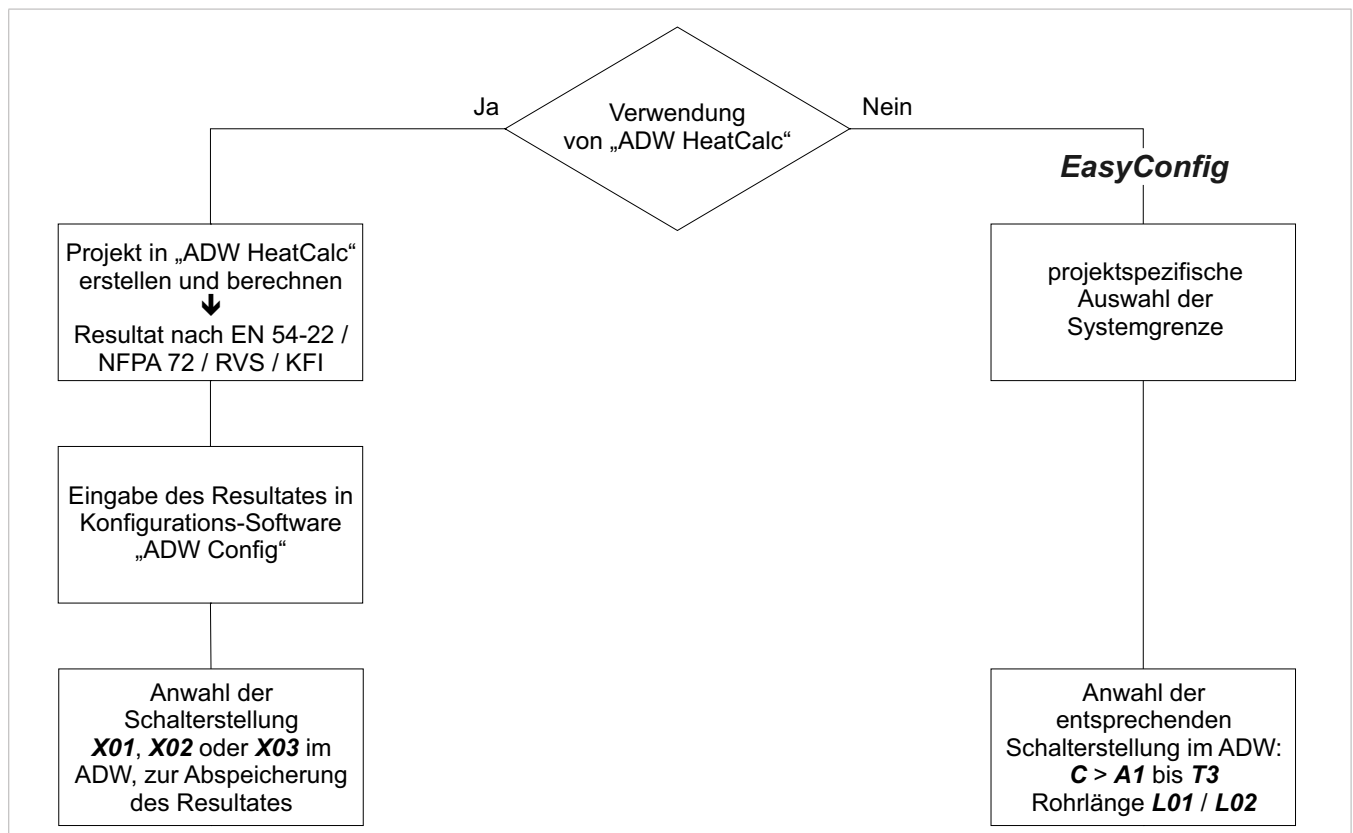 Ja
Verwendung
von „ADW HeatCalc“
Nein
EasyConfig
Projekt in „ADW HeatCalc“
erstellen und berechnen
🡫
Resultat nach EN 54-22 /
NFPA 72 / RVS / KFI
projektspezifische
Auswahl der
Systemgrenze
Eingabe des Resultates in
Konfigurations-Software
„ADW Config“
Anwahl der
Schalterstellung
X01, X02 oder X03 im
ADW, zur Abspeicherung
des Resultates
Anwahl der
entsprechenden
Schalterstellung im ADW:
C > A1 bis T3
Rohrlänge L01 / L02